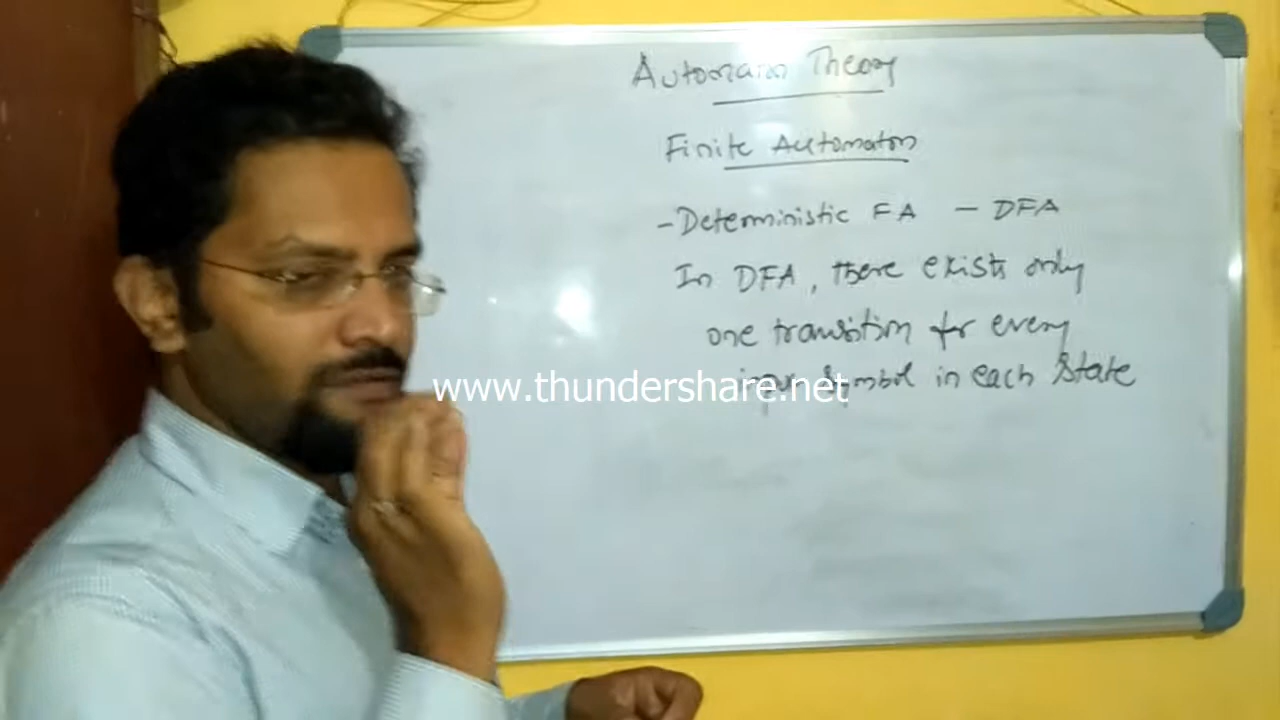 Automata Theory
Finite Automaton
- Deterministic FA - DFA
In DFA, there exists only
one transition for every
input symbol in each state
www.thundershare.net